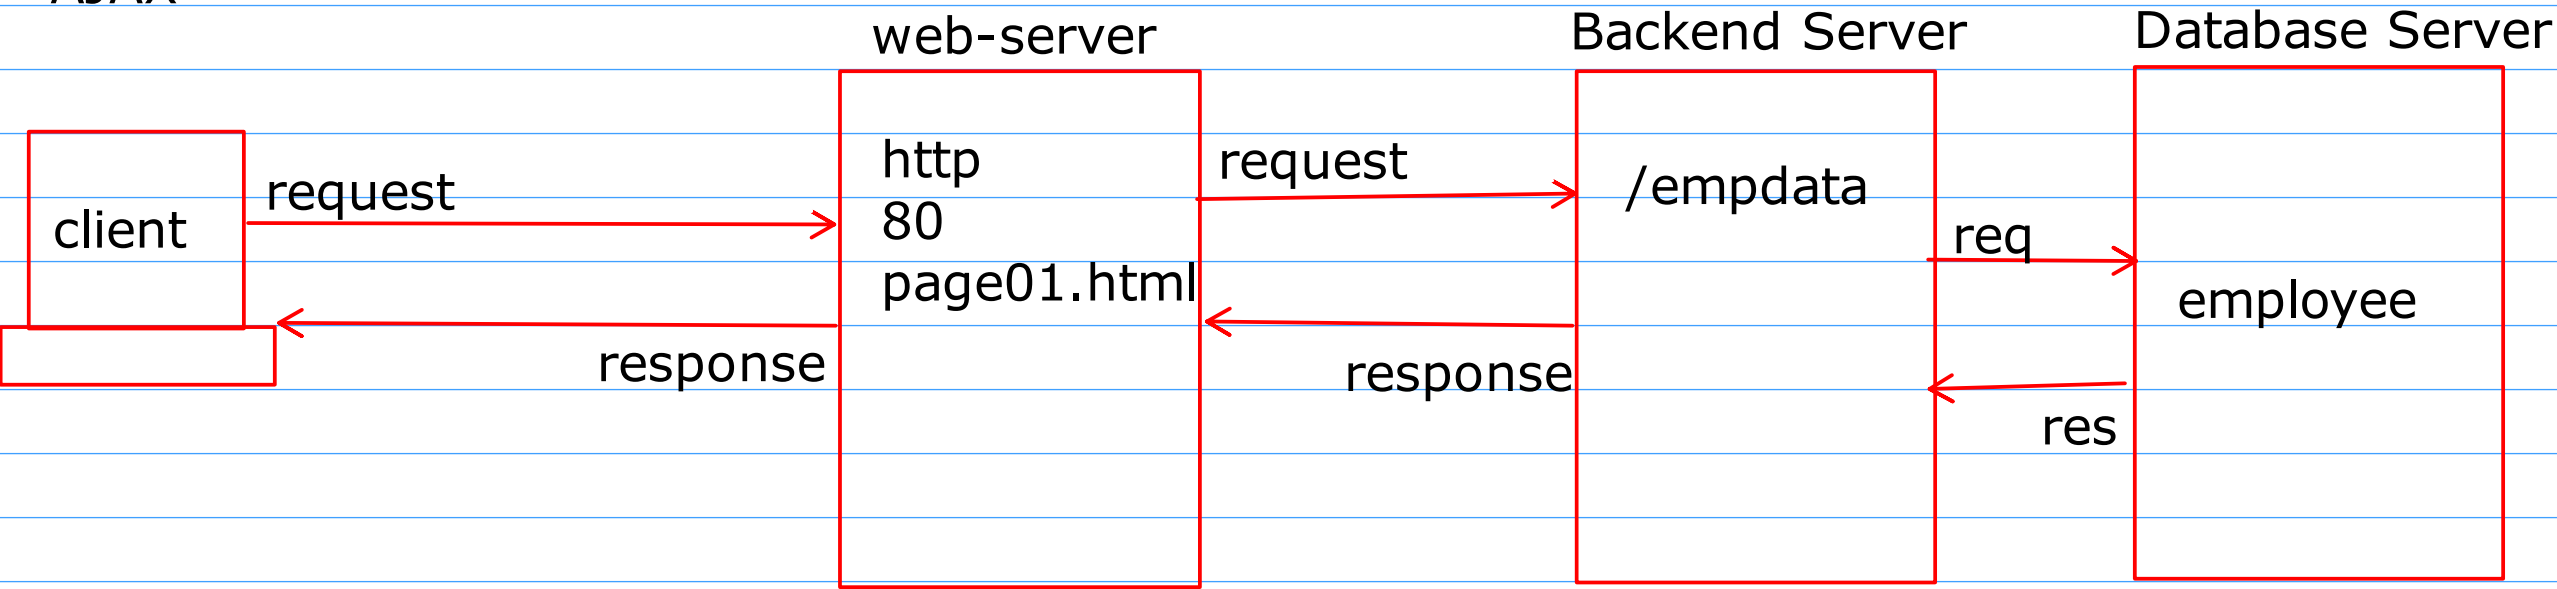 AJAX
web-server
Backend Server
Database Server
http
request
/empdata
request
80
client
req
page01.html
employee
response
response
res